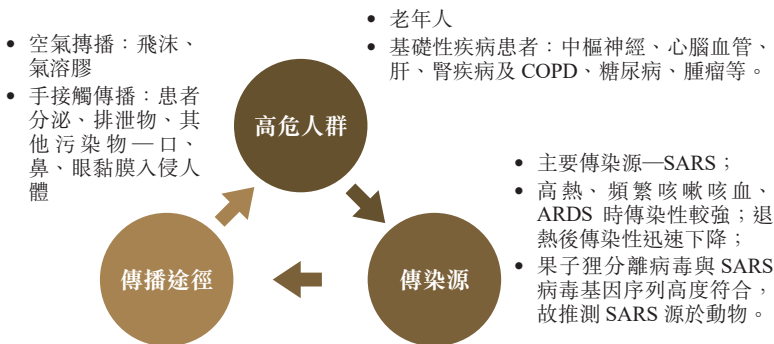 • 老年人
• 基礎性疾病患者：中樞神經、心腦血管、
肝、腎疾病及 COPD、糖尿病、腫瘤等。
• 空氣摶播：飛沫、
氣溶膠
• 手接觸傳播：患者
分泌、排泄物、其
他污染物—口、
鼻、眼黏膜入侵人
體
高危人群
• 主要傳染源—SARS；
• 高熱、頻繁咳嗽咳血、
ARDS 時傳染性較強；退
熱後傳染性迅速下降；
• 果子狸分離病毒與 SARS
病毒基因序列高度符合，
故推測 SARS 源於動物。
傳播途徑
傳染源